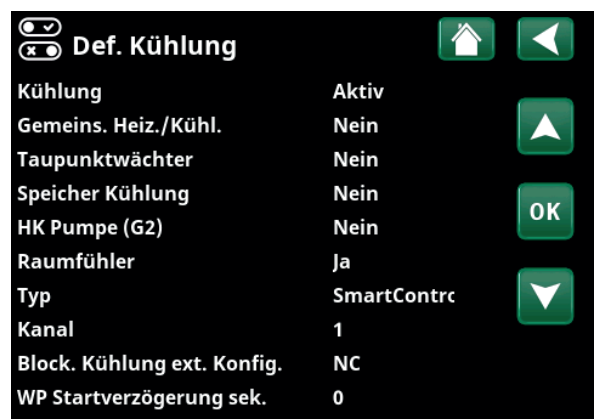 Def. Kühlung
Kühlung Aktiv
Gemeins. Heiz./Kühl. Nein
Taupunktwächter Nein
Speicher Kühlung Nein
HK Pumpe (G2) Nein
OK
Raumfühler Ja
Typ SmartContrc
Kanal 1
Block. Kühlung ext. Konfig. NC
WP Startverzögerung sek. 0